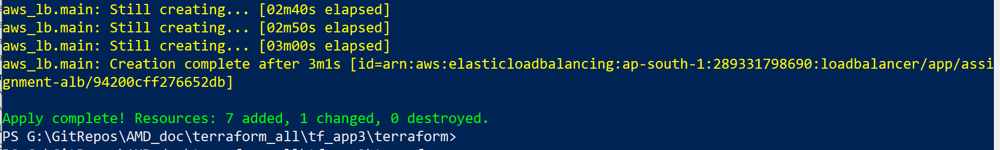 aws_lb.main: Still creating... [02m40s elapsed]
aws_lb.main: Still creating... [02m50s elapsed]
aws_lb.main: Still creating... [03m00s elapsed]
aws_lb.main: Creation complete after 3m1s [id=arn:aws:elasticloadbalancing:ap-south-1:289331798690:loadbalancer/app/assi
gnment-alb/94200cff276652db]
Apply complete! Resources: 7 added, 1 changed, 0 destroyed.
PS G:\GitRepos\AMD_doc\terraform_all\tf_app3\terraform>